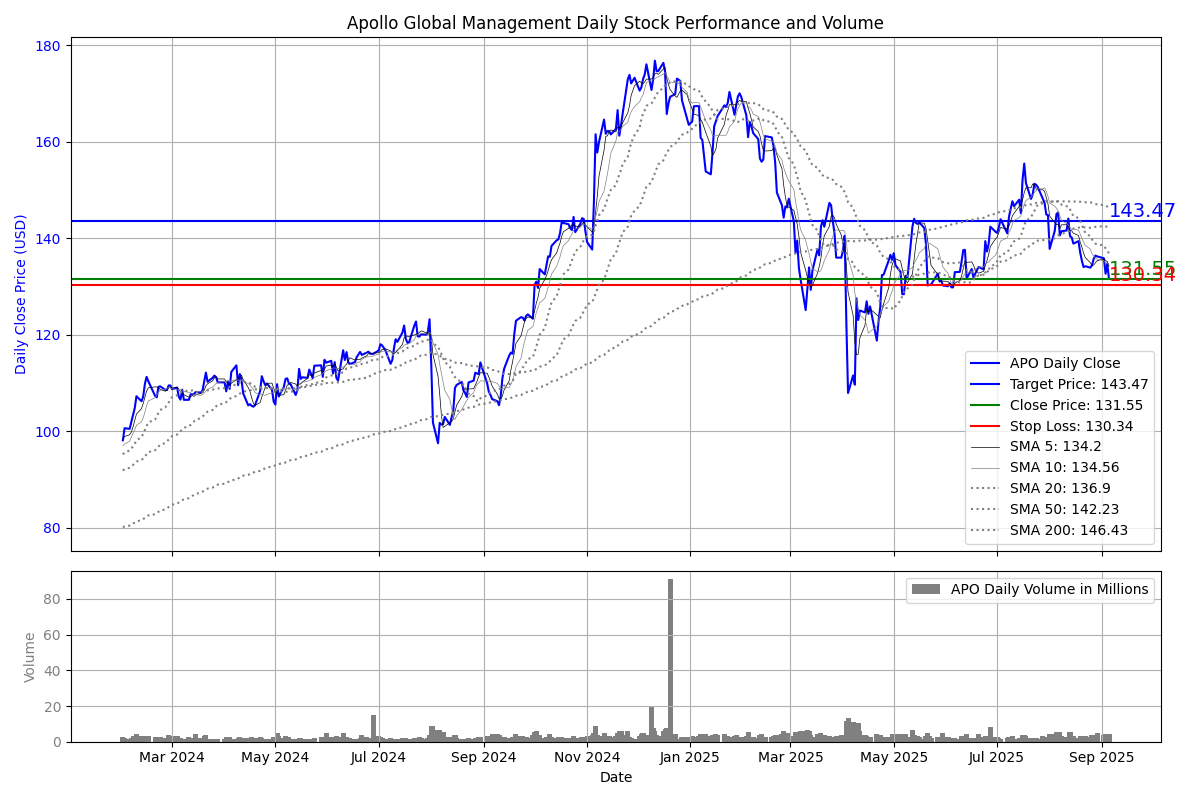 Apollo Global Management Daily Stock Performance and Volume
Daily Close Price (USD)
180
160
140
120
100
80
143.47
131.55
130.34
APO Daily Close
Target Price: 143.47
Close Price: 131.55
Stop Loss: 130.34
SMA 5: 134.2
SMA 10: 134.56
SMA 20: 136.9
SMA 50: 142.23
SMA 200: 146.43
Volume
80
60
40
20
0
APO Daily Volume in Millions
Mar 2024 May 2024 Jul 2024 Sep 2024 Nov 2024 Jan 2025 Mar 2025 May 2025 Jul 2025 Sep 2025
Date